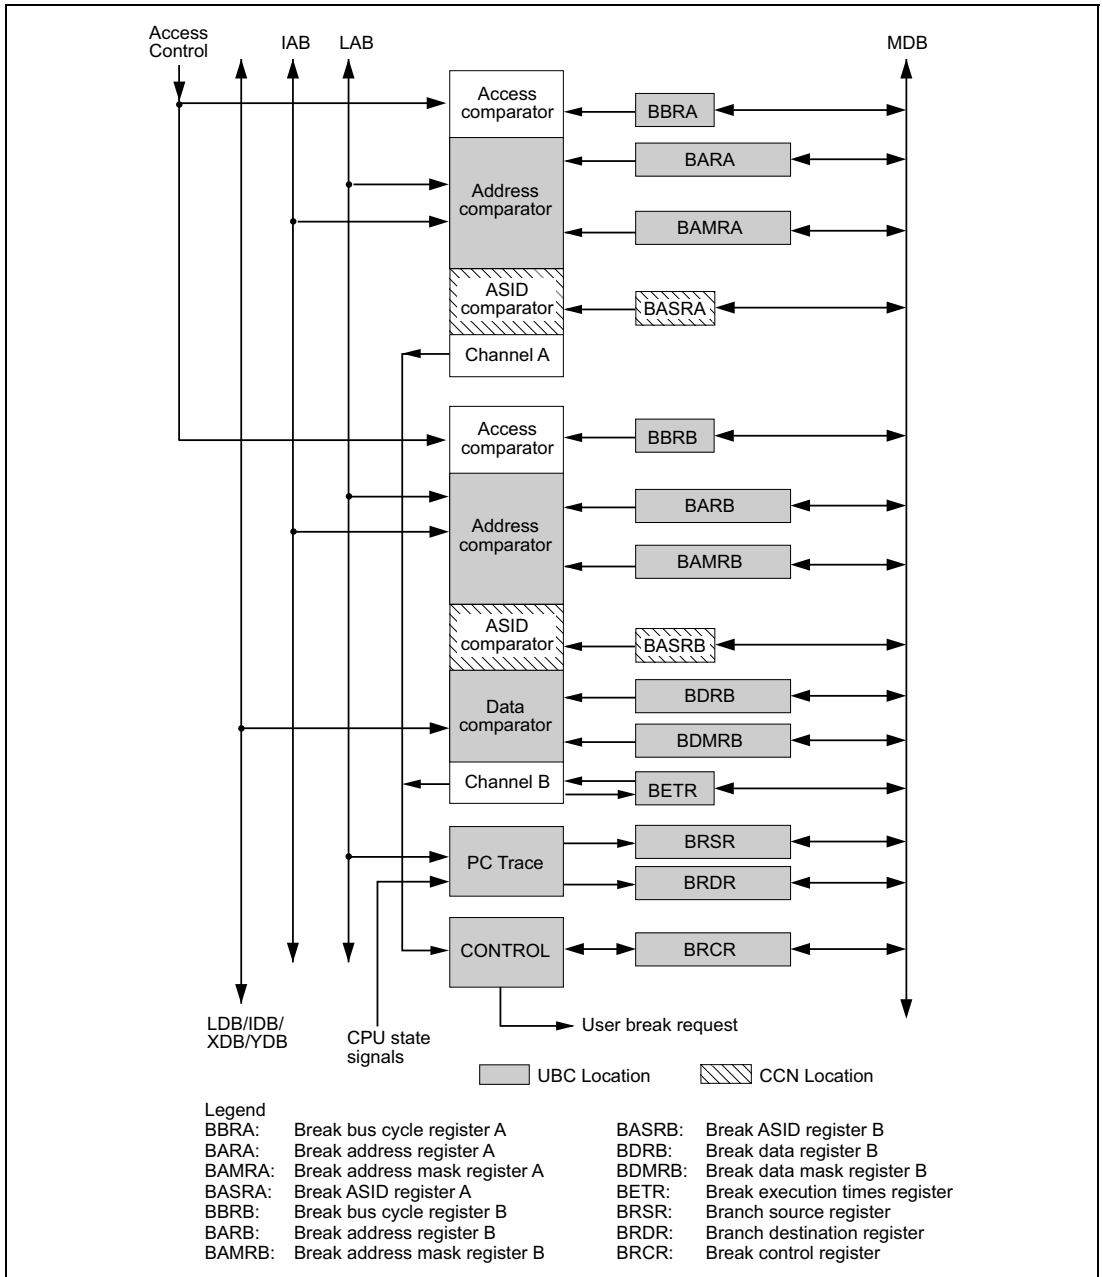 Access
Control
IAB
LAB
MDB
Access
comparator
BBRA
BARA
Address
comparator
BAMRA
ASID
comparator
BASRA
Channel A
Access
comparator
BBRB
BARB
Address
comparator
BAMRB
ASID
comparator
BASRB
BDRB
Data
comparator
BDMRB
Channel B
BETR
BRSR
PC Trace
BRDR
CONTROL
BRCR
LDB/IDB/
XDB/YDB
CPU state
signals
User break request
UBC Location
CCN Location
Legend
BBRA: Break bus cycle register A
BARA: Break address register A
BAMRA: Break address mask register A
BASRA: Break ASID register A
BBRB: Break bus cycle register B
BARB: Break address register B
BAMRB: Break address mask register B
BASRB: Break ASID register B
BDRB: Break data register B
BDMRB: Break data mask register B
BETR: Break execution times register
BRSR: Branch source register
BRDR: Branch destination register
BRCR: Break control register